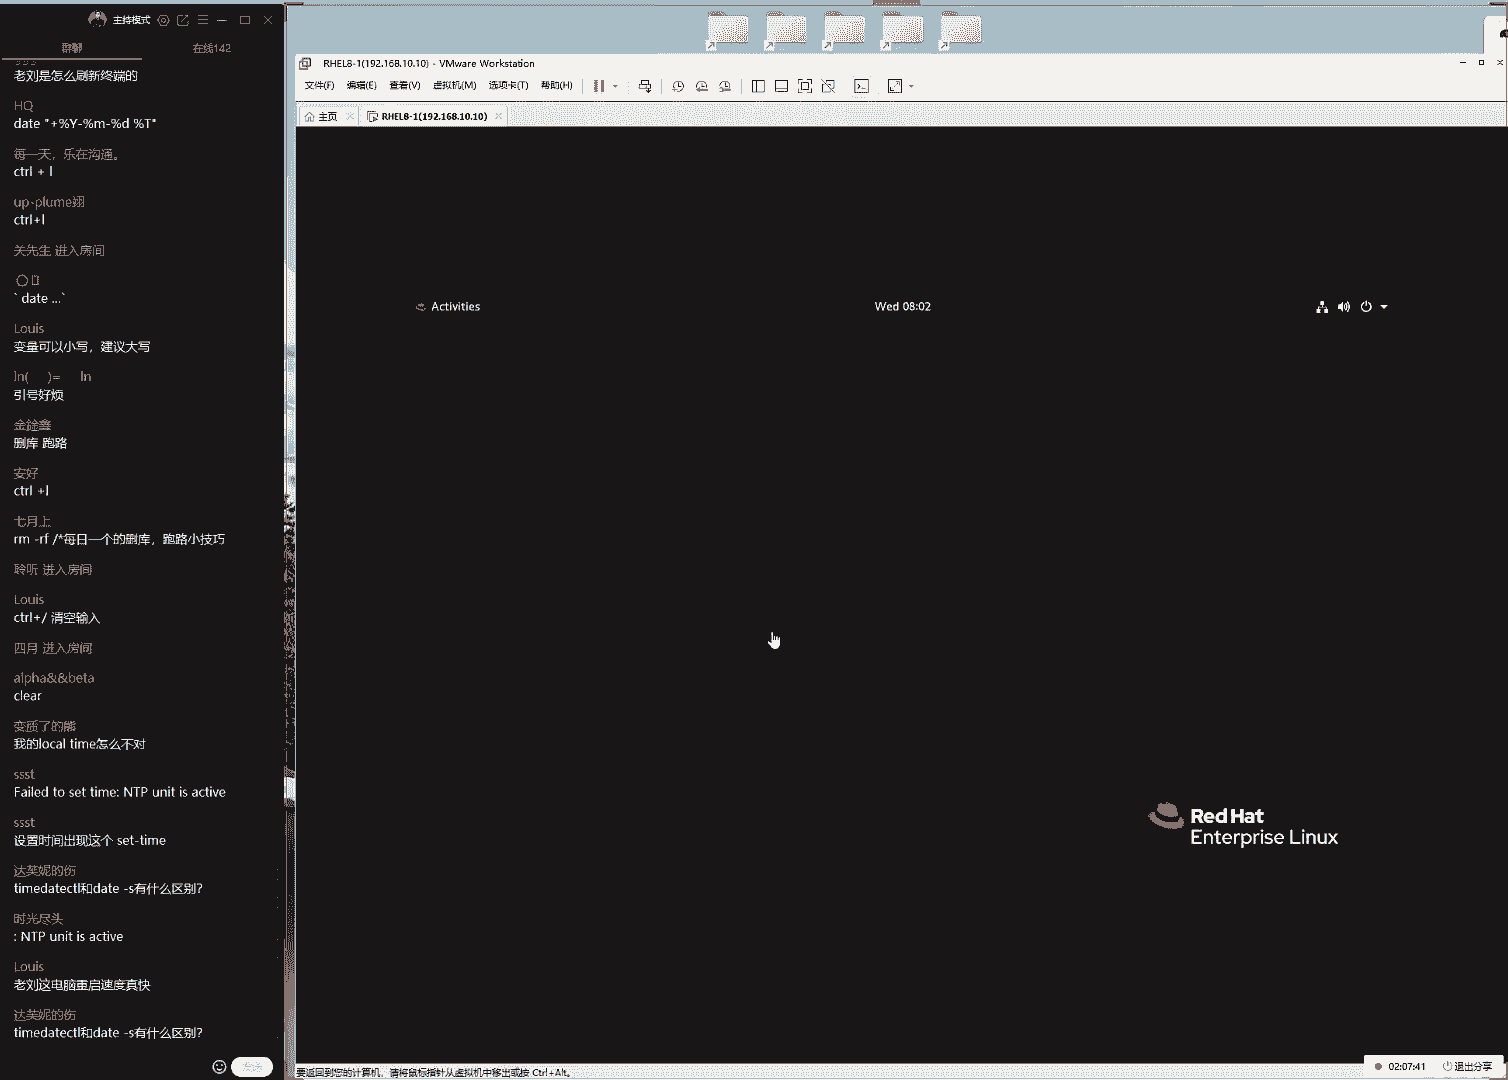 主持模式
群聊
在线142
老刘是怎么刷新终端的
HQ
date "+%Y-%m-%d %T"
每一天，乐在沟通。
ctrl + l
up~plume翔
ctrl+l
关先生 进入房间
` date ...`
Louis
变量可以小写，建议大写
ln( )= ln
引号好烦
金鑫鑫
删库 跑路
安好
ctrl +l
七月上
rm -rf /*每日一个的删库，跑路小技巧
聆听 进入房间
Louis
ctrl+/ 清空输入
四月 进入房间
alpha&&beta
clear
变质了的熊
我的local time怎么不对
ssst
Failed to set time: NTP unit is active
ssst
设置时间出现这个 set-time
达芙妮的伤
timedatectl和date -s有什么区别？
时光尽头
: NTP unit is active
Louis
老刘这电脑重启速度真快
达芙妮的伤
timedatectl和date -s有什么区别？
发送
RHEL8-1(192.168.10.10) - VMware Workstation
文件(F) 编辑(E) 查看(V) 虚拟机(M) 选项卡(T) 帮助(H)
主页
RHEL8-1(192.168.10.10)
Activities
Wed 08:02
Red Hat
Enterprise Linux
要返回到您的计算机，请将鼠标指针从虚拟机中移出或按 Ctrl+Alt。
02:07:41
退出分享